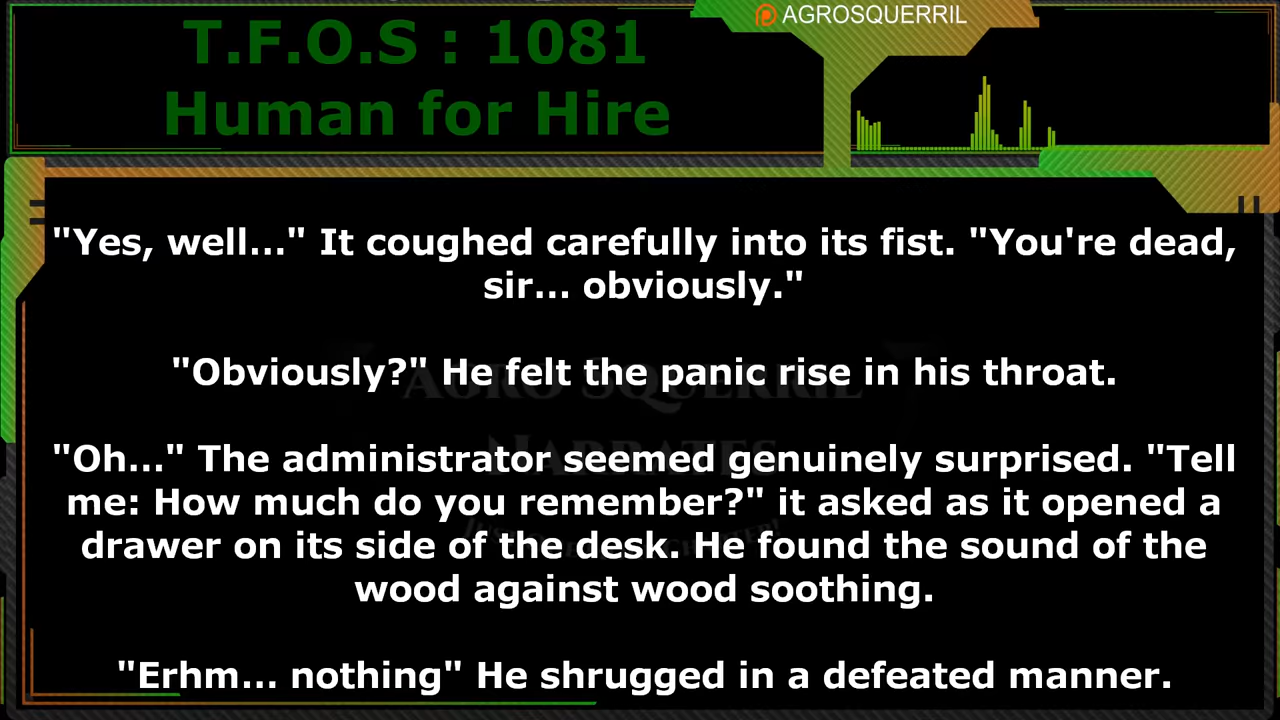 AGROSQUERRIL
T.F.O.S : 1081
Human for Hire
"Yes, well..." It coughed carefully into its fist. "You're dead,
sir... obviously."
"Obviously?" He felt the panic rise in his throat.
AGRO SQUERRIL
"Oh..." The administrator seemed genuinely surprised. "Tell
NARRATES
me: How much do you remember?" it asked as it opened a
drawer on its side of the desk. He found the sound of the
wood against wood soothing.
"Erhm... nothing" He shrugged in a defeated manner.